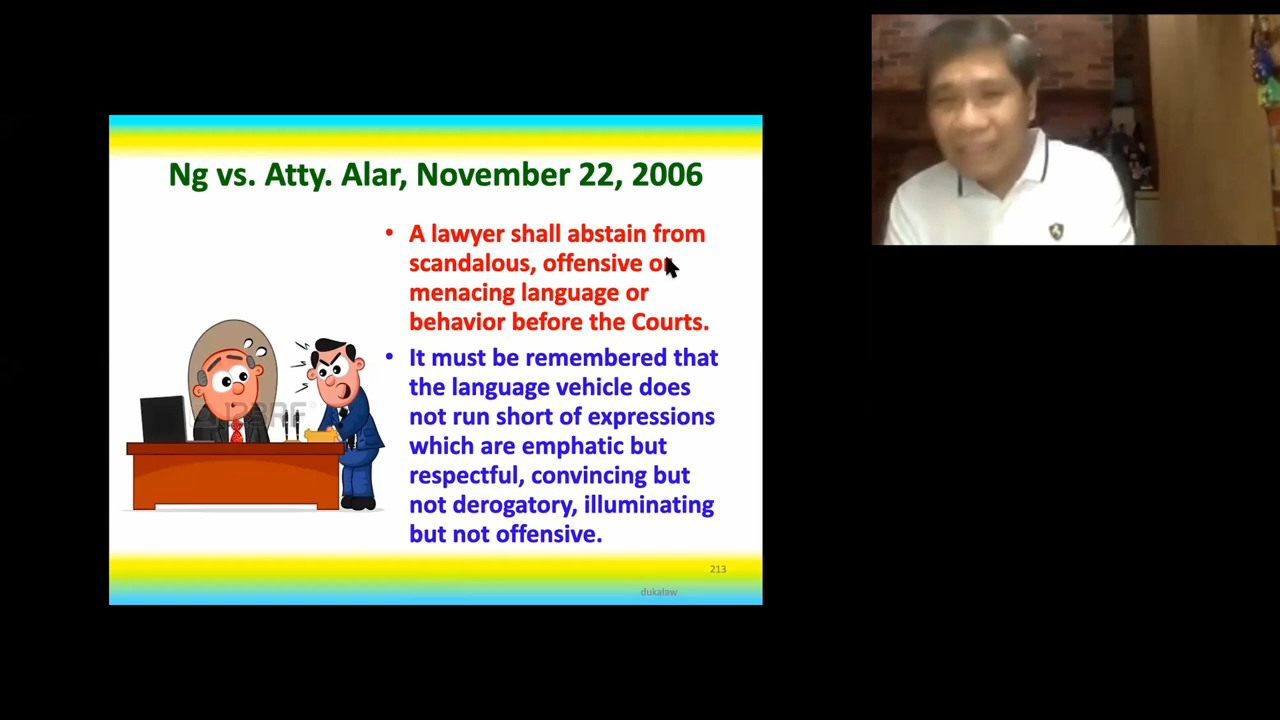 Ng vs. Atty. Alar, November 22, 2006
• A lawyer shall abstain from
scandalous, offensive or
menacing language or
behavior before the Courts.
• It must be remembered that
the language vehicle does
not run short of expressions
which are emphatic but
respectful, convincing but
not derogatory, illuminating
but not offensive.
123RF
213
dukalaw